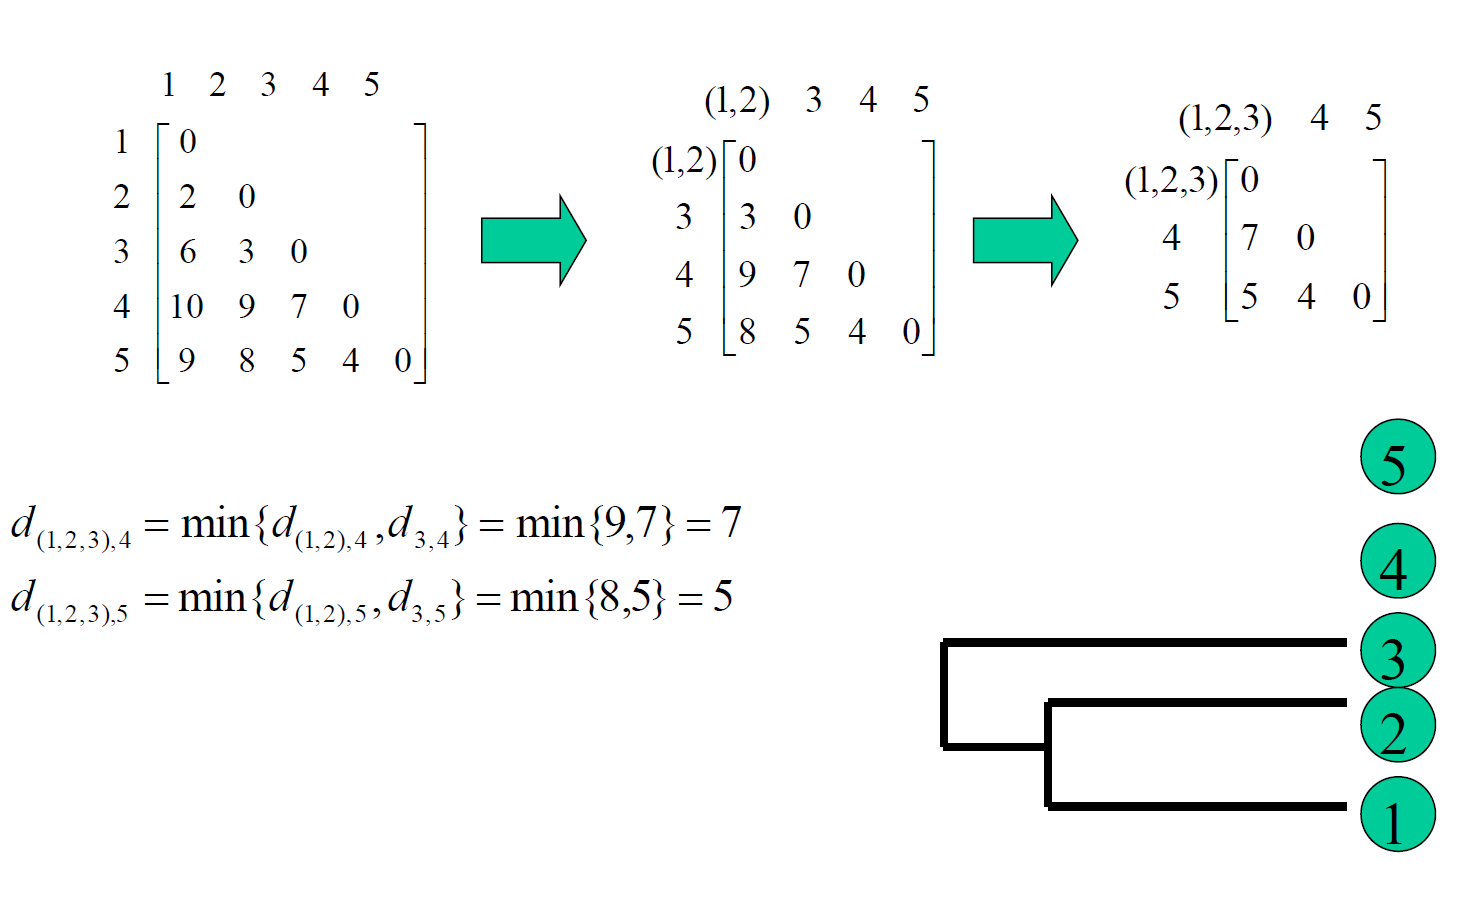 1 2 3 4 5
1 0
2 2 0
3 6 3 0
4 10 9 7 0
5 9 8 5 4 0
(1,2) 3 4 5
(1,2) 0
3 3 0
4 9 7 0
5 8 5 4 0
(1,2,3) 4 5
(1,2,3) 0
4 7 0
5 5 4 0
d(1,2,3),4 = min{d(1,2),4 , d3,4} = min{9,7} = 7
d(1,2,3),5 = min{d(1,2),5 , d3,5} = min{8,5} = 5
5
4
3
2
1